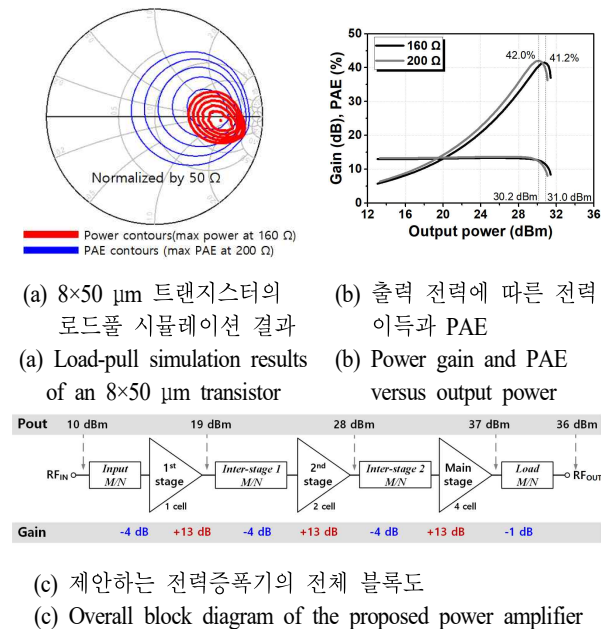 Normalized by 50 Ω
Power contours(max power at 160 Ω)
PAE contours (max PAE at 200 Ω)
Gain (dB), PAE (%)
50
40
30
20
10
0
160 Ω
200 Ω
42.0%
41.2%
30.2 dBm
31.0 dBm
12 16 20 24 28 32 36
Output power (dBm)
(a) 8×50 μm 트랜지스터의
로드풀 시뮬레이션 결과
(a) Load-pull simulation results
of an 8×50 μm transistor
(b) 출력 전력에 따른 전력
이득과 PAE
(b) Power gain and PAE
versus output power
Pout 10 dBm 19 dBm 28 dBm 37 dBm 36 dBm
RFIN
Input
M/N
1st
stage
1 cell
Inter-stage 1
M/N
2nd
stage
2 cell
Inter-stage 2
M/N
Main
stage
4 cell
Load
M/N
RFOUT
Gain -4 dB +13 dB -4 dB +13 dB -4 dB +13 dB -1 dB
(c) 제안하는 전력증폭기의 전체 블록도
(c) Overall block diagram of the proposed power amplifier